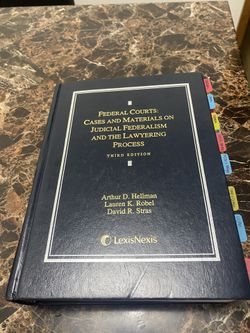 FEDERAL COURTS:
CASES AND MATERIALS ON
JUDICIAL FEDERALISM
AND THE LAWYERING
PROCESS
THIRD EDITION
Arthur D. Hellman
Lauren K. Robel
David R. Stras
LexisNexis